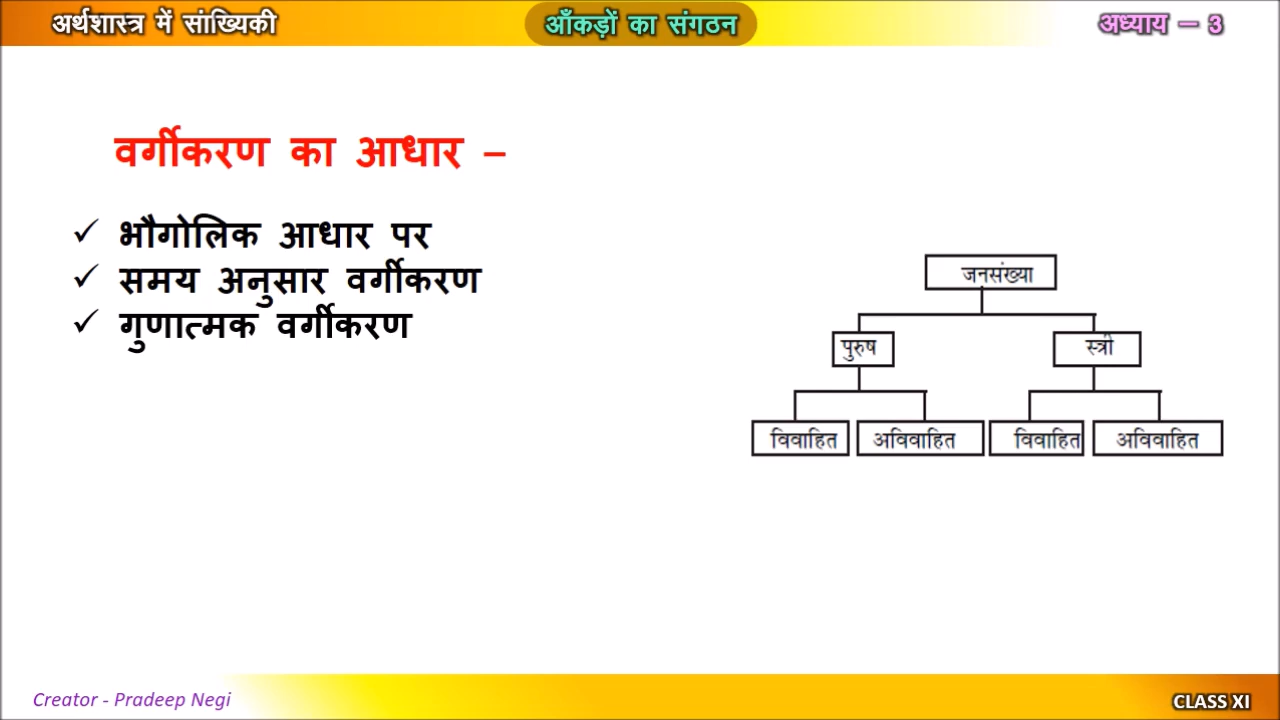 अर्थशास्त्र में सांख्यिकी
आँकड़ों का संगठन
अध्याय – 3
वर्गीकरण का आधार –
✓ भौगोलिक आधार पर
✓ समय अनुसार वर्गीकरण
✓ गुणात्मक वर्गीकरण
जनसंख्या
पुरुष
स्त्री
विवाहित
अविवाहित
विवाहित
अविवाहित
Creator - Pradeep Negi
CLASS XI